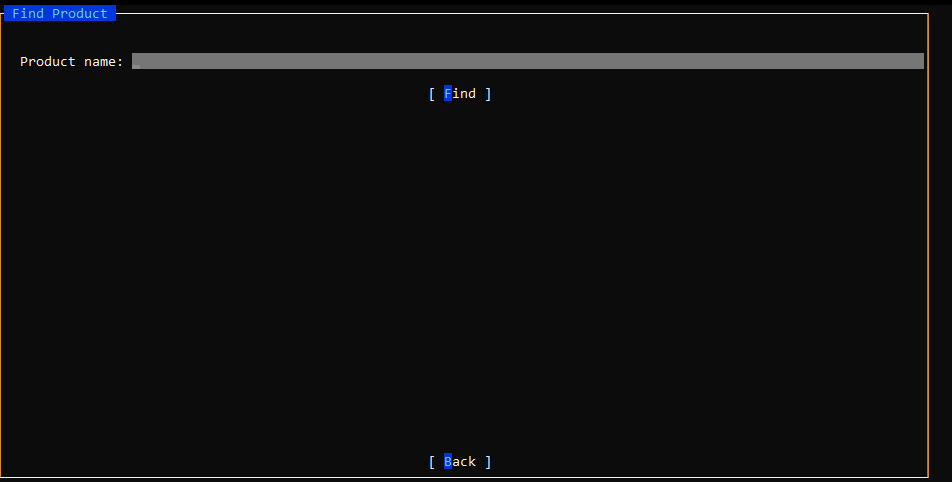 Find Product
Product name:
[ Find ]
[ Back ]